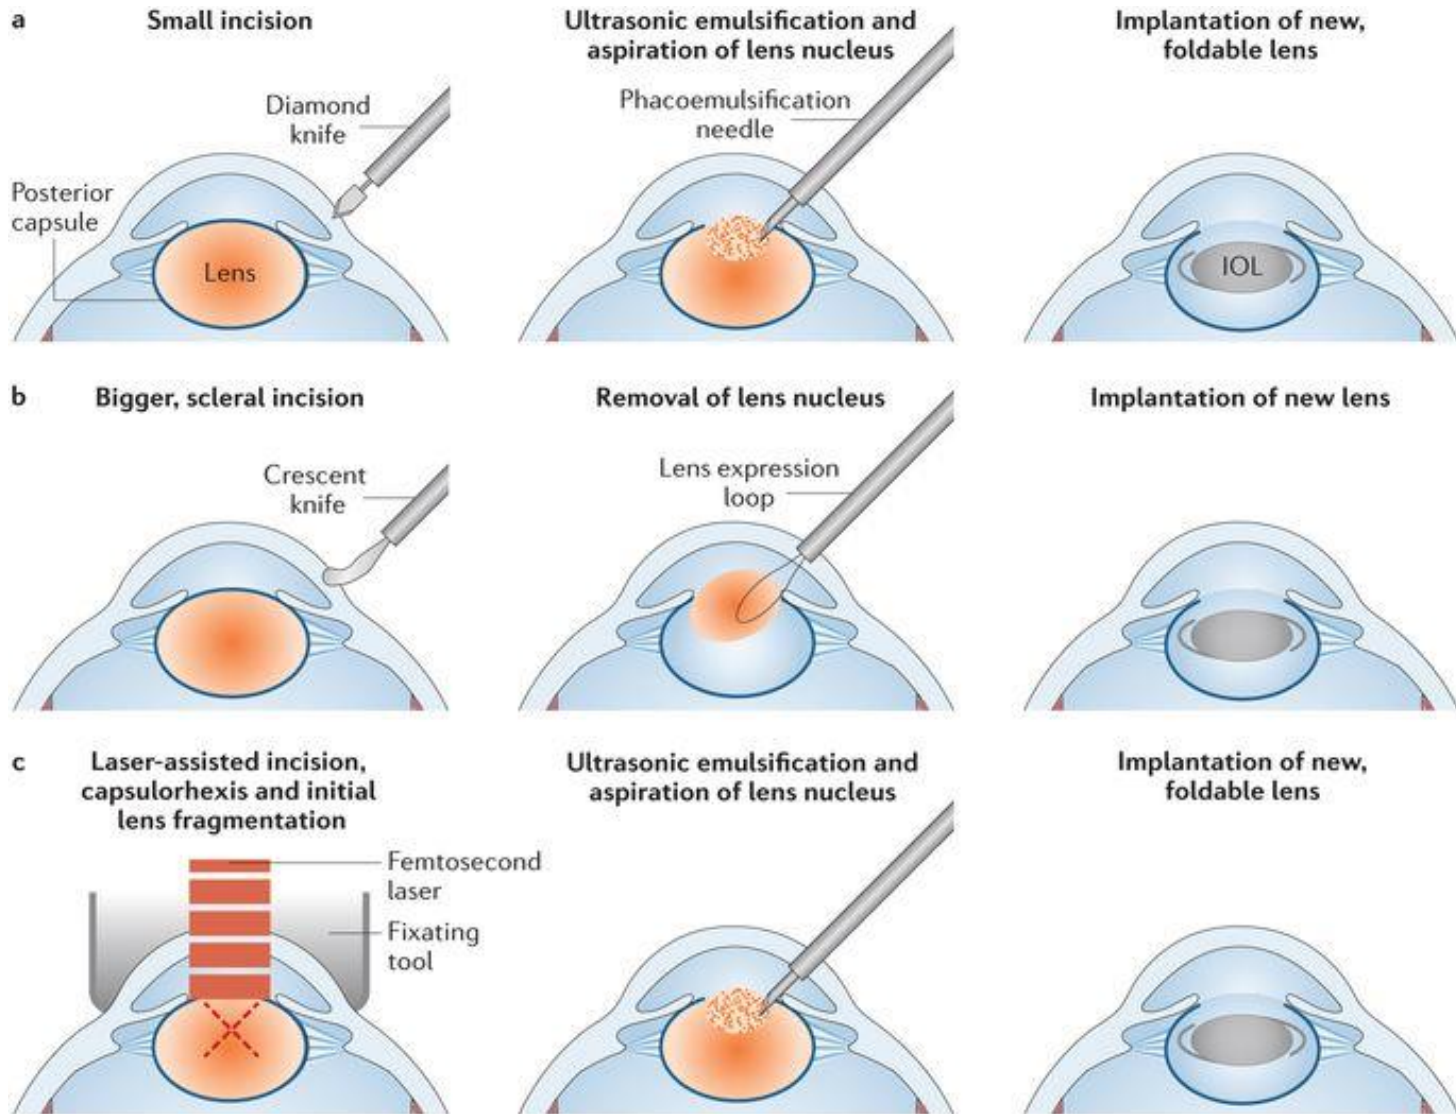 a
Small incision
Ultrasonic emulsification and
aspiration of lens nucleus
Implantation of new,
foldable lens
Diamond
knife
Phacoemulsification
needle
Posterior
capsule
Lens
IOL
b
Bigger, scleral incision
Removal of lens nucleus
Implantation of new lens
Crescent
knife
Lens expression
loop
c
Laser-assisted incision,
capsulorhexis and initial
lens fragmentation
Ultrasonic emulsification and
aspiration of lens nucleus
Implantation of new,
foldable lens
Femtosecond
laser
Fixating
tool